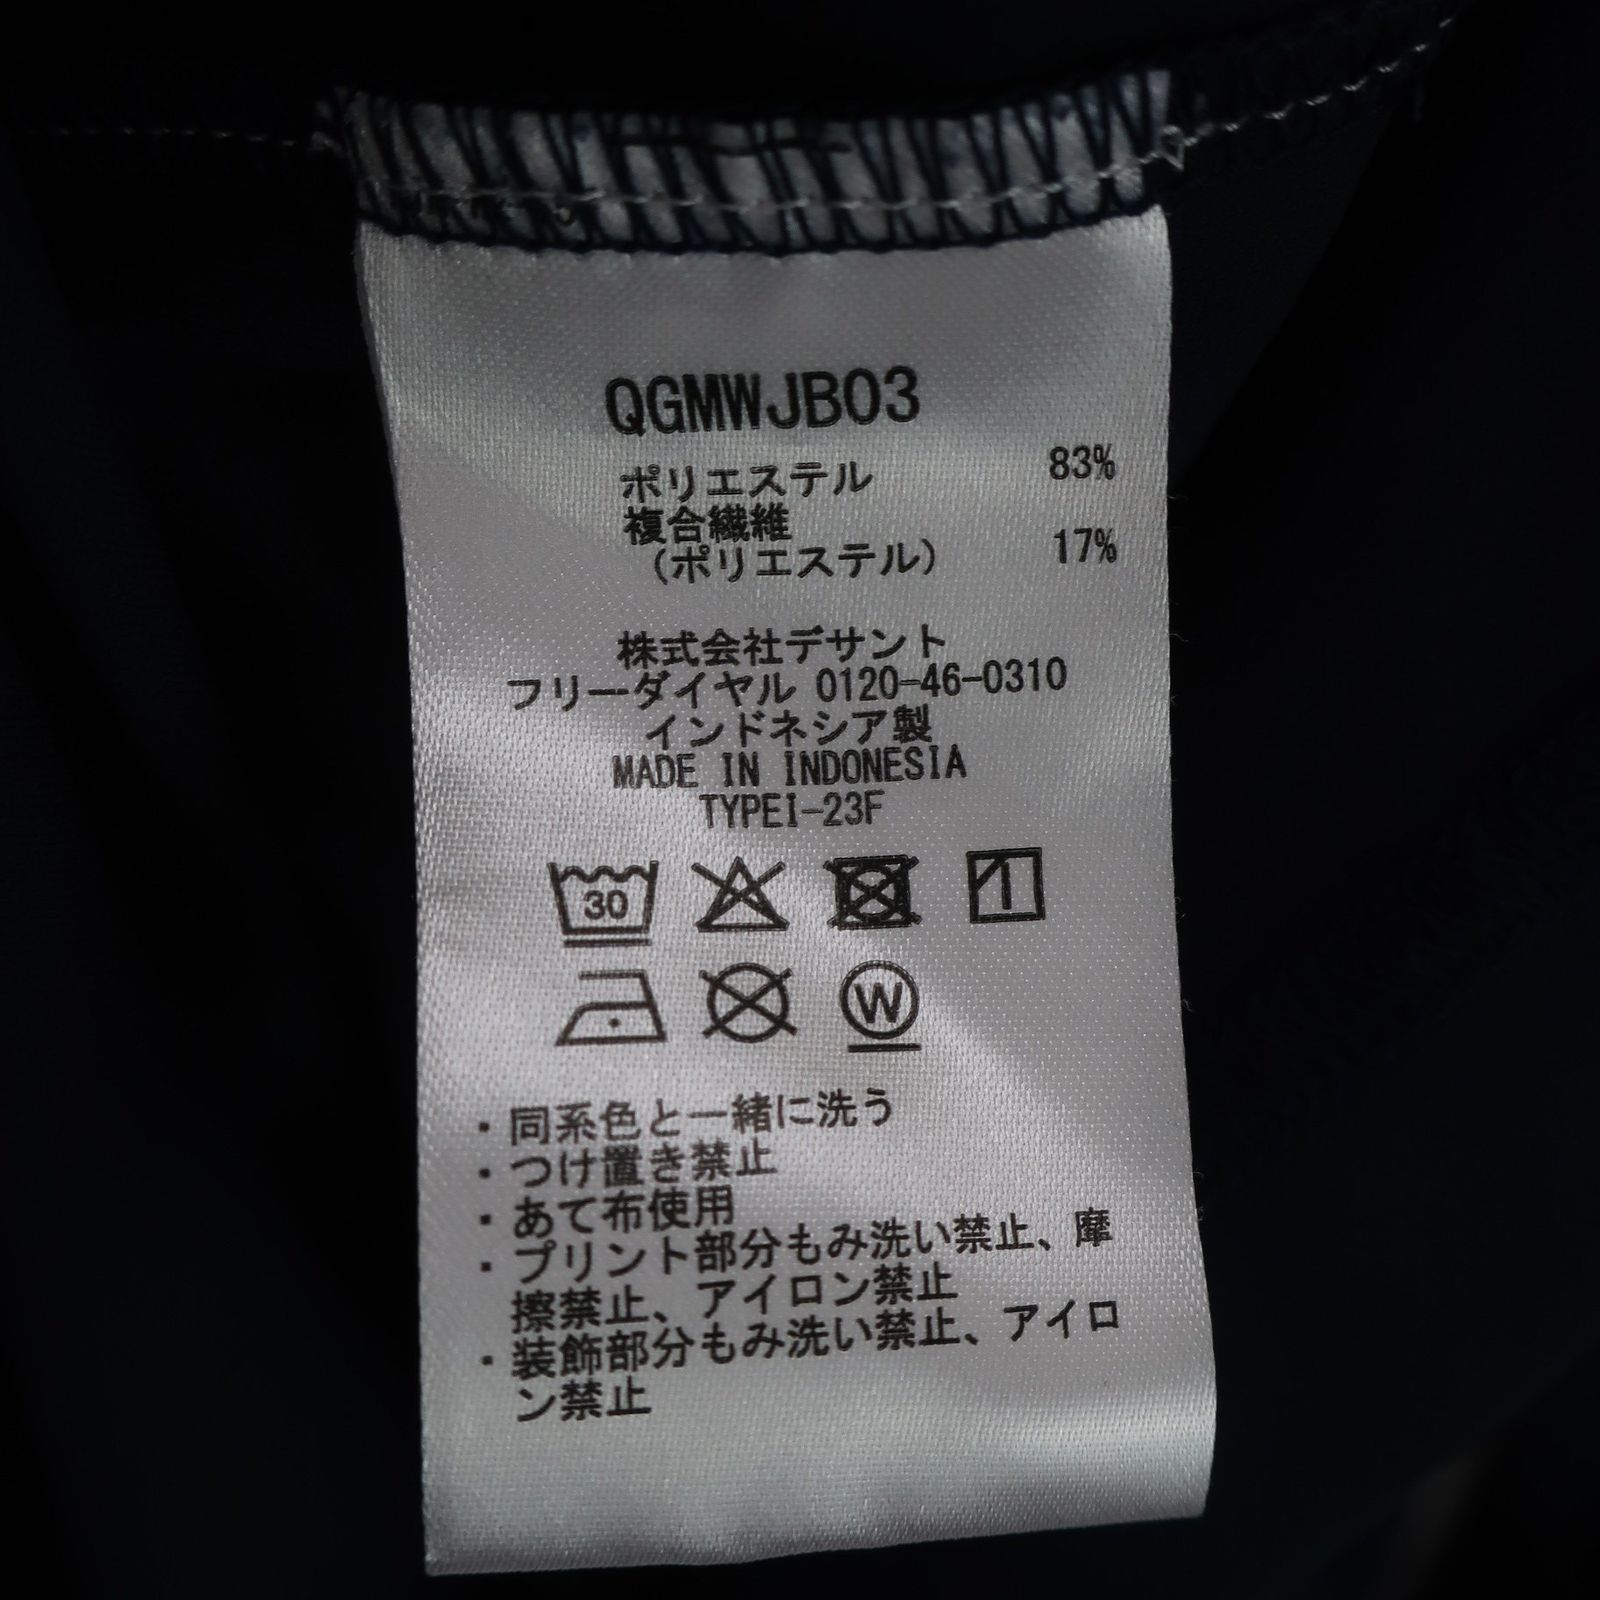 QGMWJB03
ポリエステル 83%
複合繊維
(ポリエステル) 17%
株式会社デサント
フリーダイヤル 0120-46-0310
インドネシア製
MADE IN INDONESIA
TYPEI-23F
30
W
・同系色と一緒に洗う
・つけ置き禁止
・あて布使用
・プリント部分もみ洗い禁止、摩
擦禁止、アイロン禁止
・装飾部分もみ洗い禁止、アイロ
ン禁止